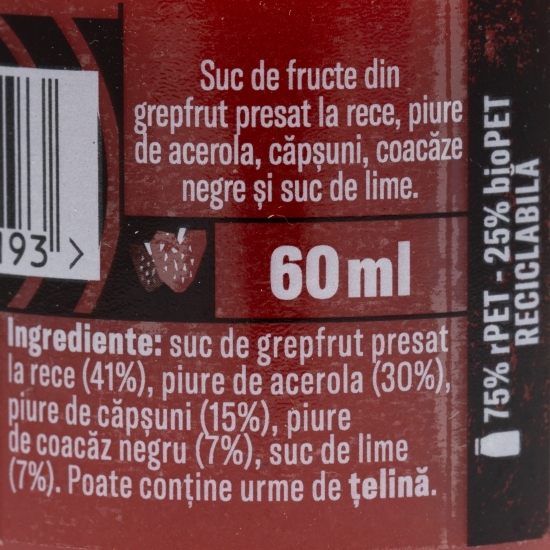 Suc de fructe din
grepfrut presat la rece, piure
de acerola, căpșuni, coacăze
negre și suc de lime.
193 >
60 ml
Ingrediente: suc de grepfrut presat
la rece (41%), piure de acerola (30%),
piure de căpșuni (15%), piure
de coacăz negru (7%), suc de lime
(7%). Poate conține urme de țelină.
75% rPET - 25% bioPET
RECICLABILĂ